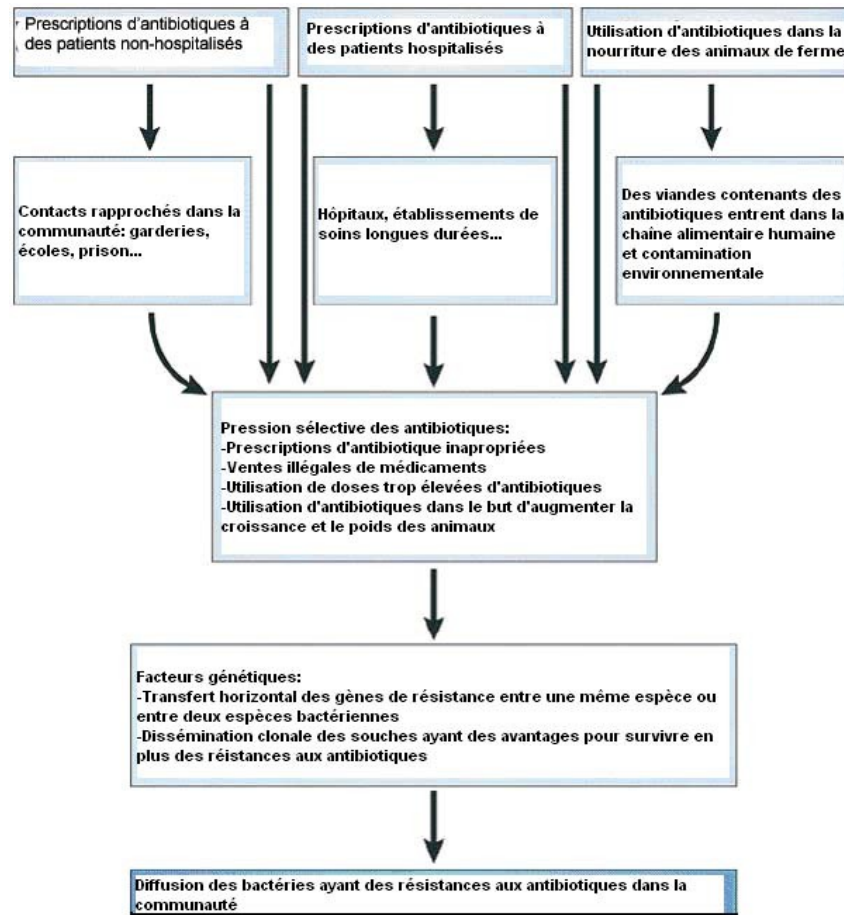 Prescriptions d'antibiotiques à
des patients non-hospitalisés
Prescriptions d'antibiotiques à
des patients hospitalisés
Utilisation d'antibiotiques dans la
nourriture des animaux de ferme
Contacts rapprochés dans la
communauté: garderies,
écoles, prison...
Hôpitaux, établissements de
soins longues durées...
Des viandes contenants des
antibiotiques entrent dans la
chaîne alimentaire humaine
et contamination
environnementale
Pression sélective des antibiotiques:
-Prescriptions d'antibiotique inapropriées
-Ventes illégales de médicaments
-Utilisation de doses trop élevées d'antibiotiques
-Utilisation d'antibiotiques dans le but d'augmenter la
croissance et le poids des animaux
Facteurs génétiques:
-Transfert horizontal des gènes de résistance entre une même espèce ou
entre deux espèces bactériennes
-Dissémination clonale des souches ayant des avantages pour survivre en
plus des réistances aux antibiotiques
Diffusion des bactéries ayant des résistances aux antibiotiques dans la
communauté